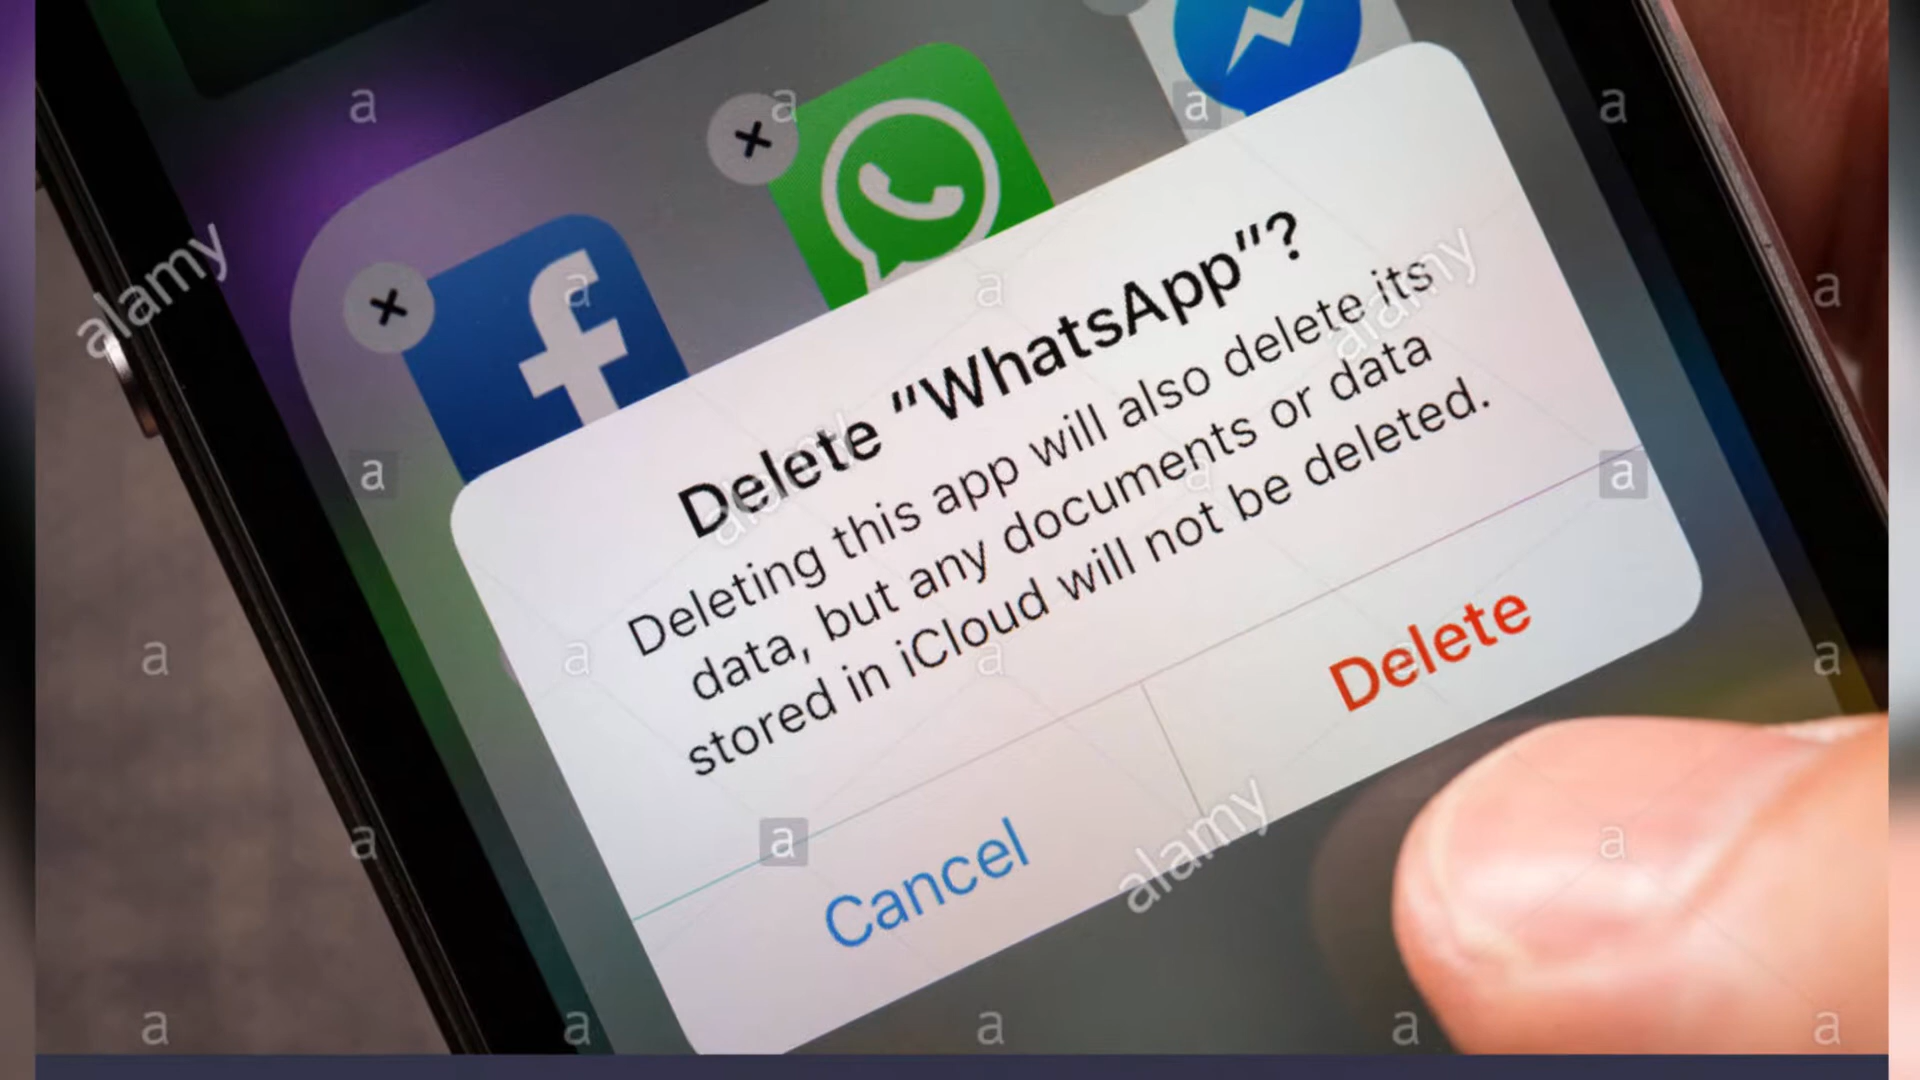 Delete “WhatsApp”?
Deleting this app will also delete its
data, but any documents or data
stored in iCloud will not be deleted.
Cancel
Delete
alamy
alamy
alamy
alamy